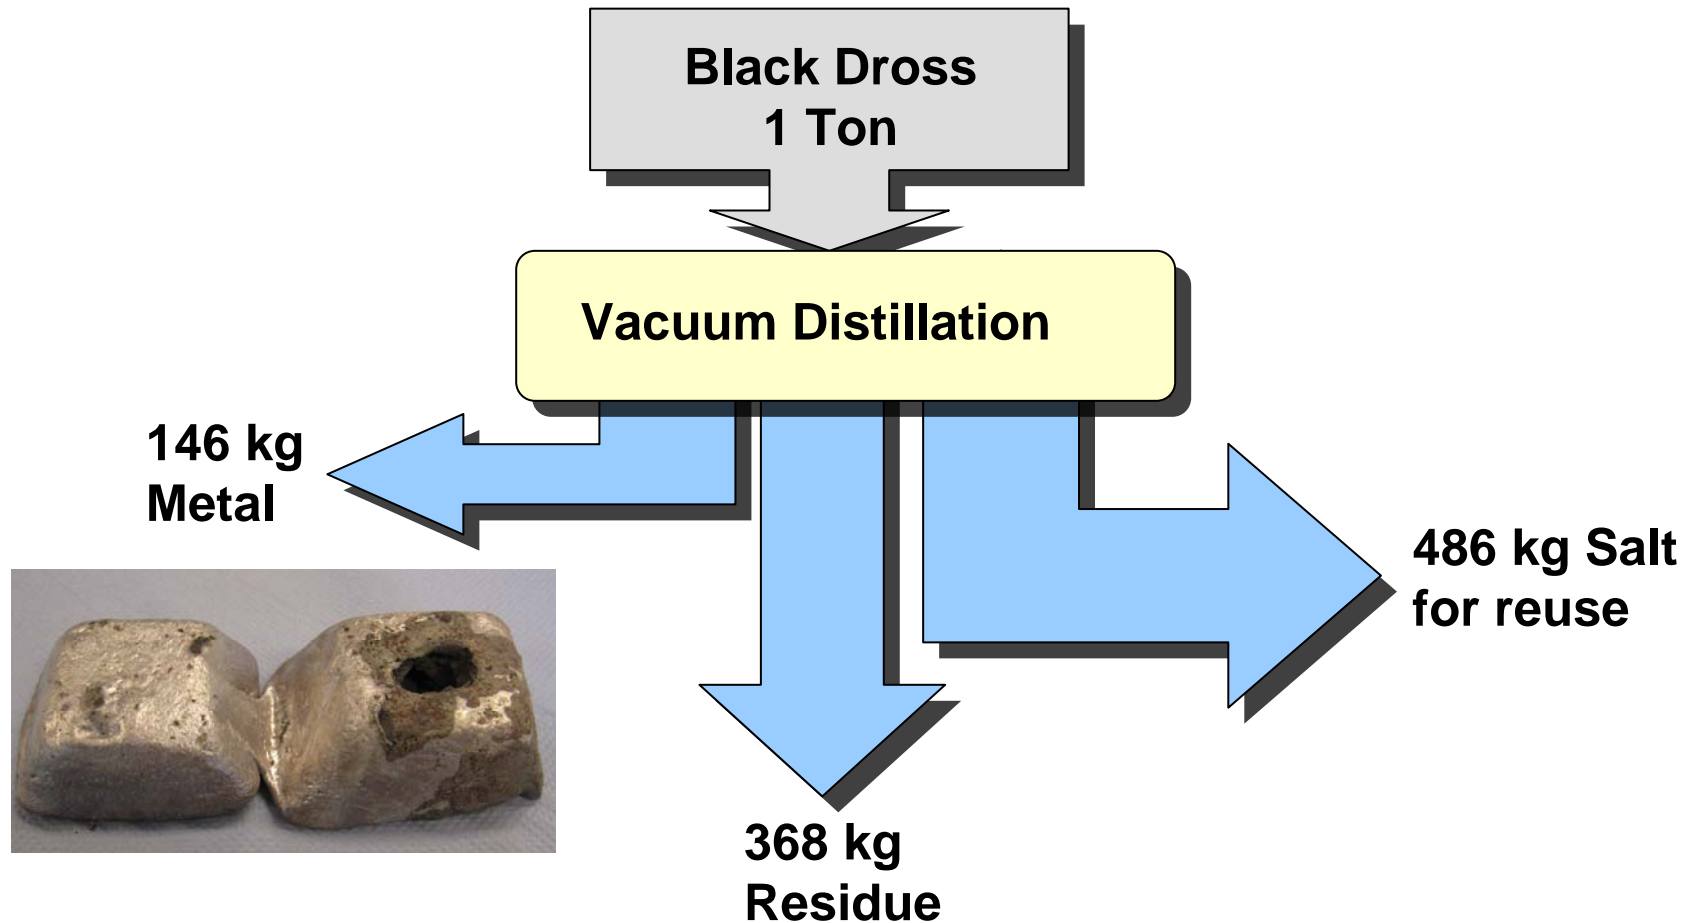 Black Dross
1 Ton
Vacuum Distillation
146 kg
Metal
486 kg Salt
for reuse
368 kg
Residue